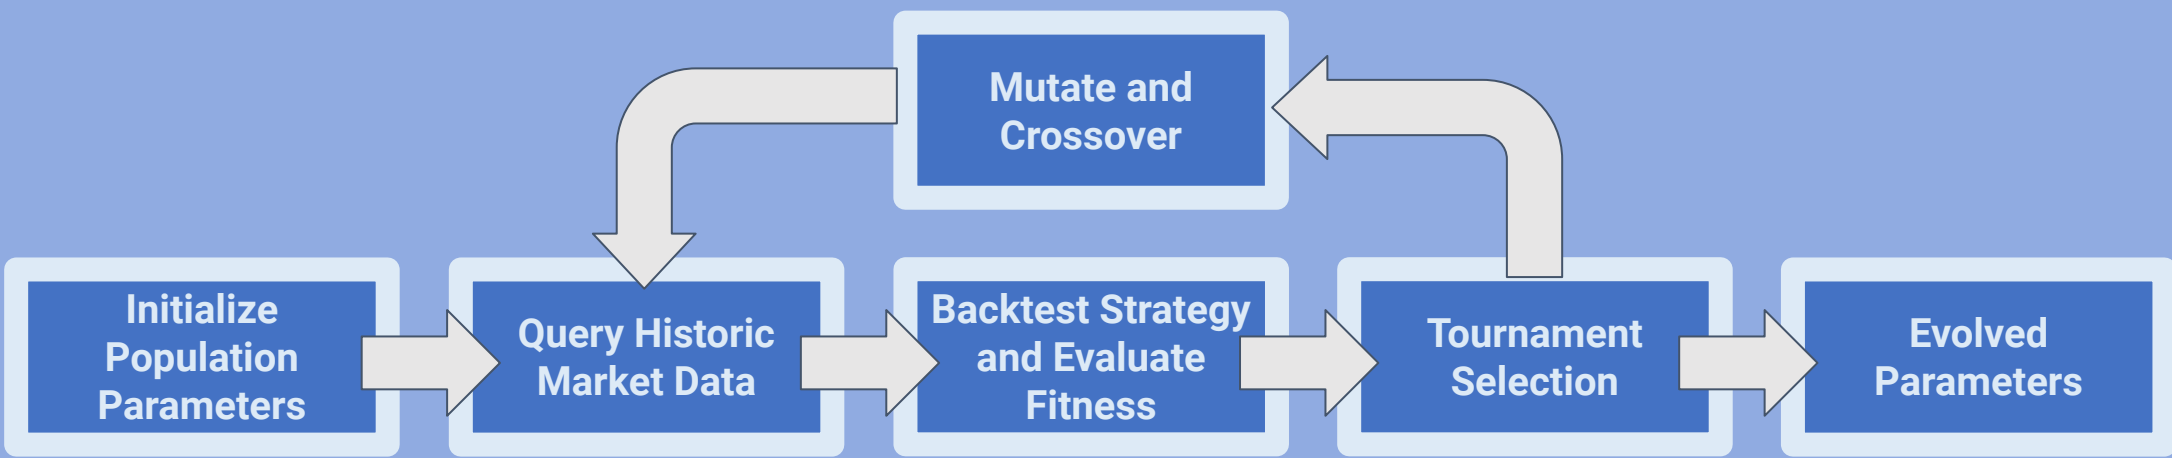 Mutate and
Crossover
Initialize
Population
Parameters
Query Historic
Market Data
Backtest Strategy
and Evaluate
Fitness
Tournament
Selection
Evolved
Parameters